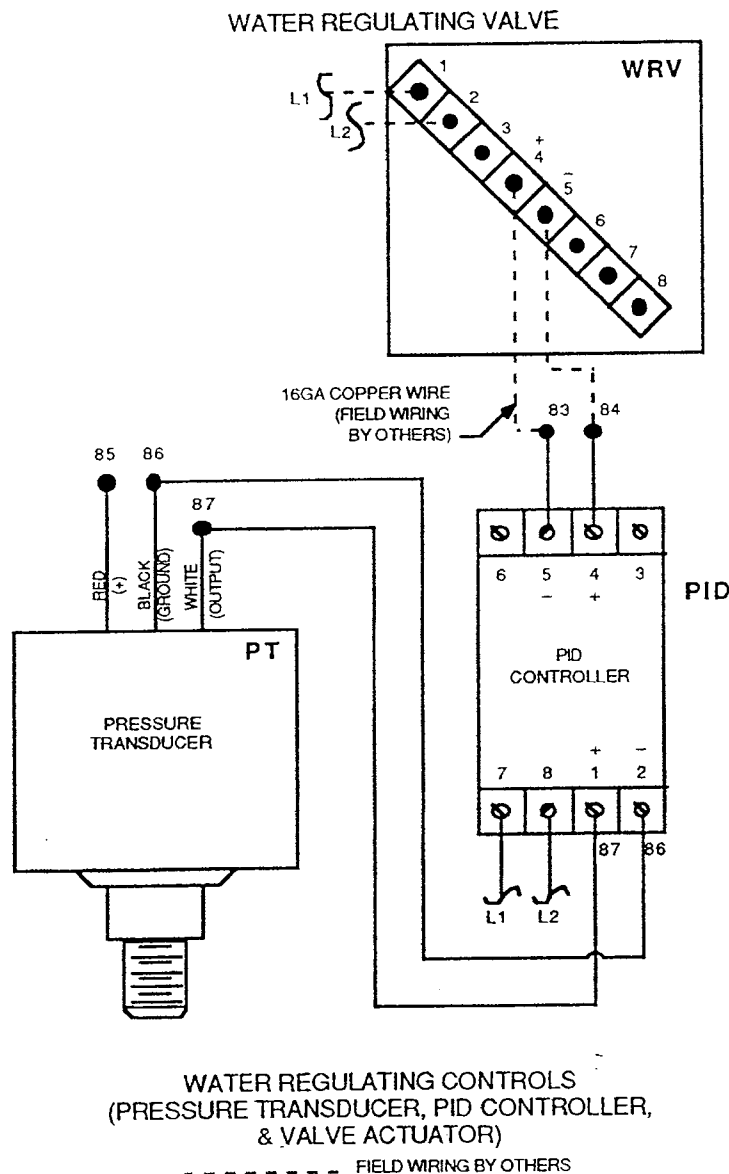 WATER REGULATING VALVE
WRV
1
2
3
+
4
−
5
6
7
8
L1
L2
16GA COPPER WIRE
(FIELD WIRING
BY OTHERS)
83 84
85 86
87
RED
(+)
BLACK
(GROUND)
WHITE
(OUTPUT)
PT
PRESSURE
TRANSDUCER
6 5 4 3
− +
PID
PID
CONTROLLER
+ −
7 8 1 2
87 86
L1 L2
WATER REGULATING CONTROLS
(PRESSURE TRANSDUCER, PID CONTROLLER,
& VALVE ACTUATOR)
FIELD WIRING BY OTHERS